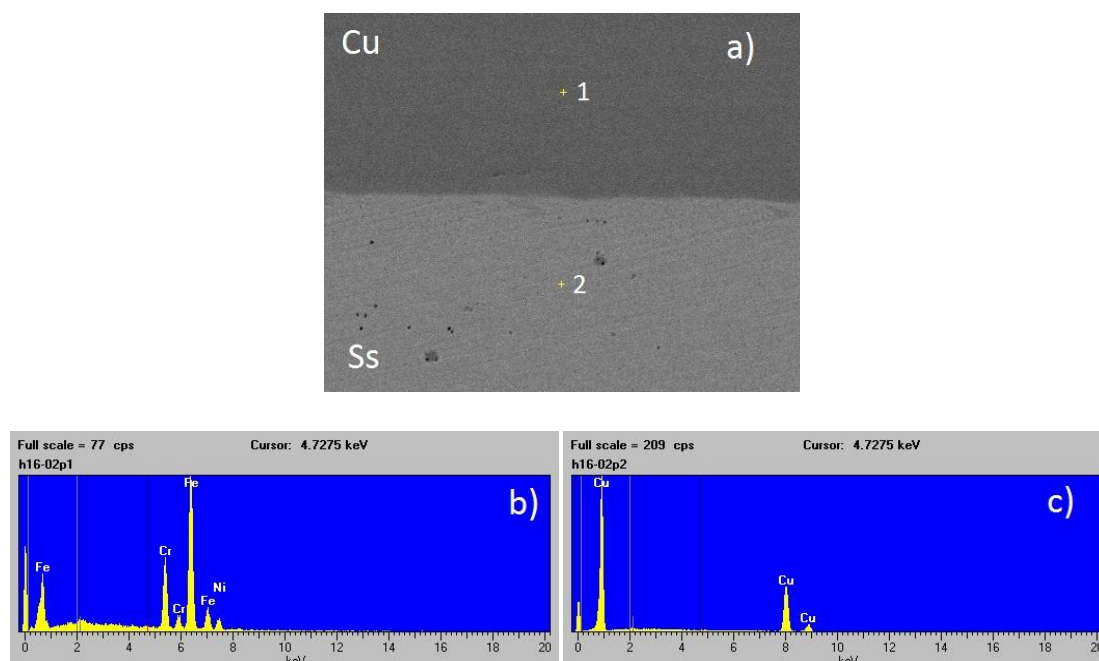 Cu a)
1
2
Ss
Full scale = 77 cps Cursor: 4.7275 keV
h16-02p1
Fe
b)
Cr
Fe
Ni
Cr
Fe
0 2 4 6 8 10 12 14 16 18 20
keV
Full scale = 209 cps Cursor: 4.7275 keV
h16-02p2
Cu
c)
Cu
Cu
0 2 4 6 8 10 12 14 16 18 20
keV